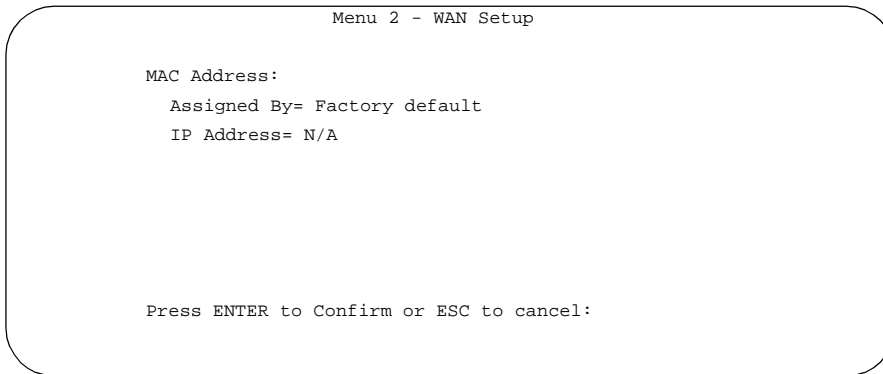 Menu 2 - WAN Setup
MAC Address:
Assigned By= Factory default
IP Address= N/A
Press ENTER to Confirm or ESC to cancel: